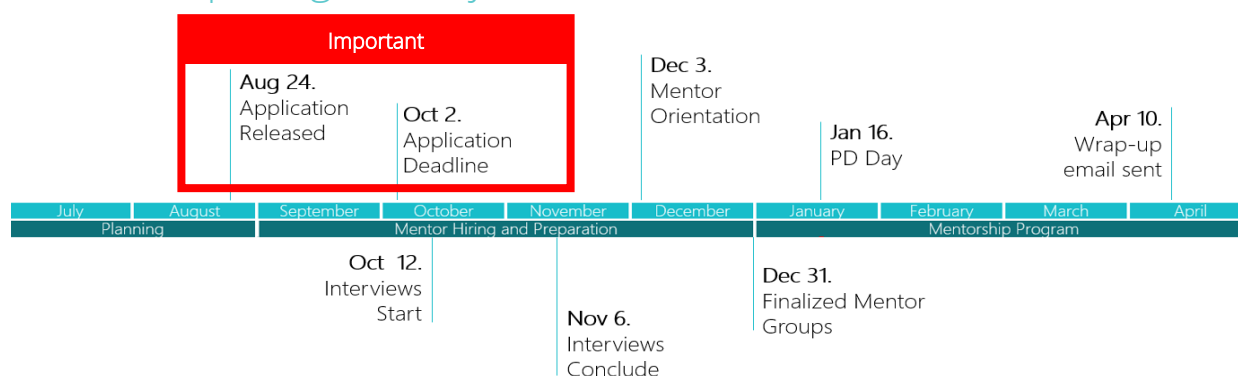 Important
Aug 24.
Application
Released
Oct 2.
Application
Deadline
Dec 3.
Mentor
Orientation
Jan 16.
PD Day
Apr 10.
Wrap-up
email sent
July August September October November December January February March April
Planning Mentor Hiring and Preparation Mentorship Program
Oct 12.
Interviews
Start
Nov 6.
Interviews
Conclude
Dec 31.
Finalized Mentor
Groups